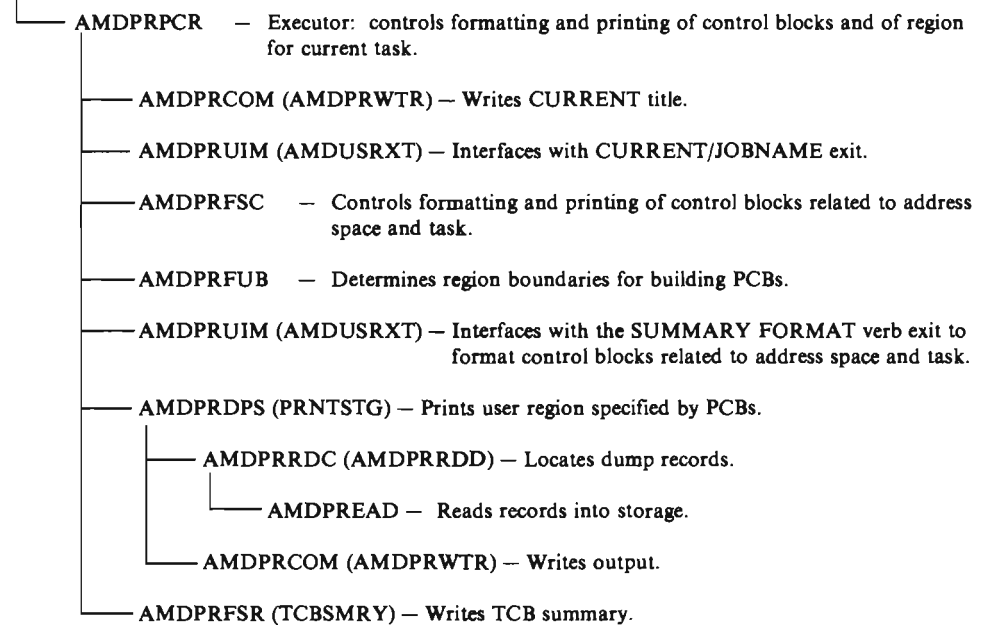 AMDPRPCR — Executor: controls formatting and printing of control blocks and of region
for current task.
AMDPRCOM (AMDPRWTR) — Writes CURRENT title.
AMDPRUIM (AMDUSRXT) — Interfaces with CURRENT/JOBNAME exit.
AMDPRFSC — Controls formatting and printing of control blocks related to address
space and task.
AMDPRFUB — Determines region boundaries for building PCBs.
AMDPRUIM (AMDUSRXT) — Interfaces with the SUMMARY FORMAT verb exit to
format control blocks related to address space and task.
AMDPRDPS (PRNTSTG) — Prints user region specified by PCBs.
AMDPRRDC (AMDPRRDD) — Locates dump records.
AMDPREAD — Reads records into storage.
AMDPRCOM (AMDPRWTR) — Writes output.
AMDPRFSR (TCBSMRY) — Writes TCB summary.